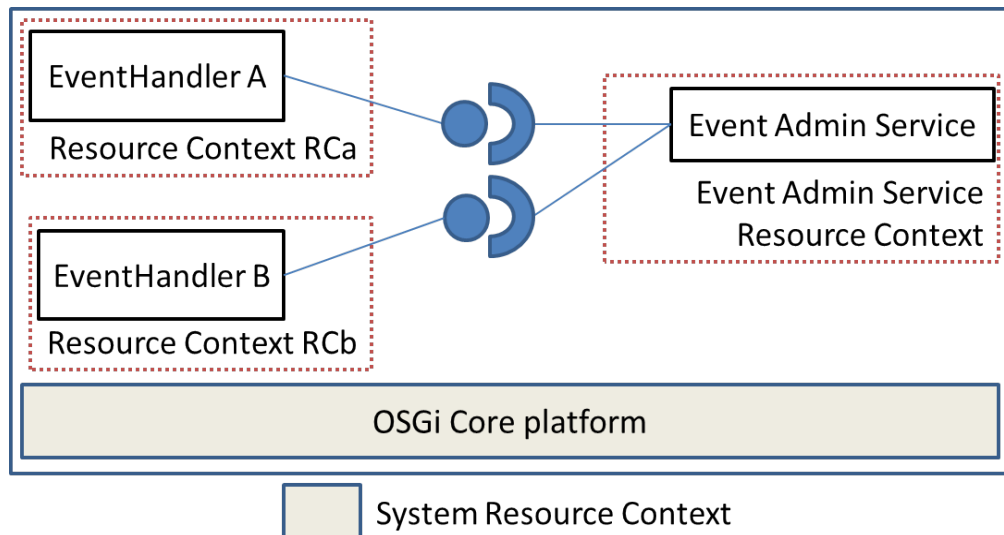 EventHandler A
Resource Context RCa
Event Admin Service
Event Admin Service
Resource Context
EventHandler B
Resource Context RCb
OSGi Core platform
System Resource Context